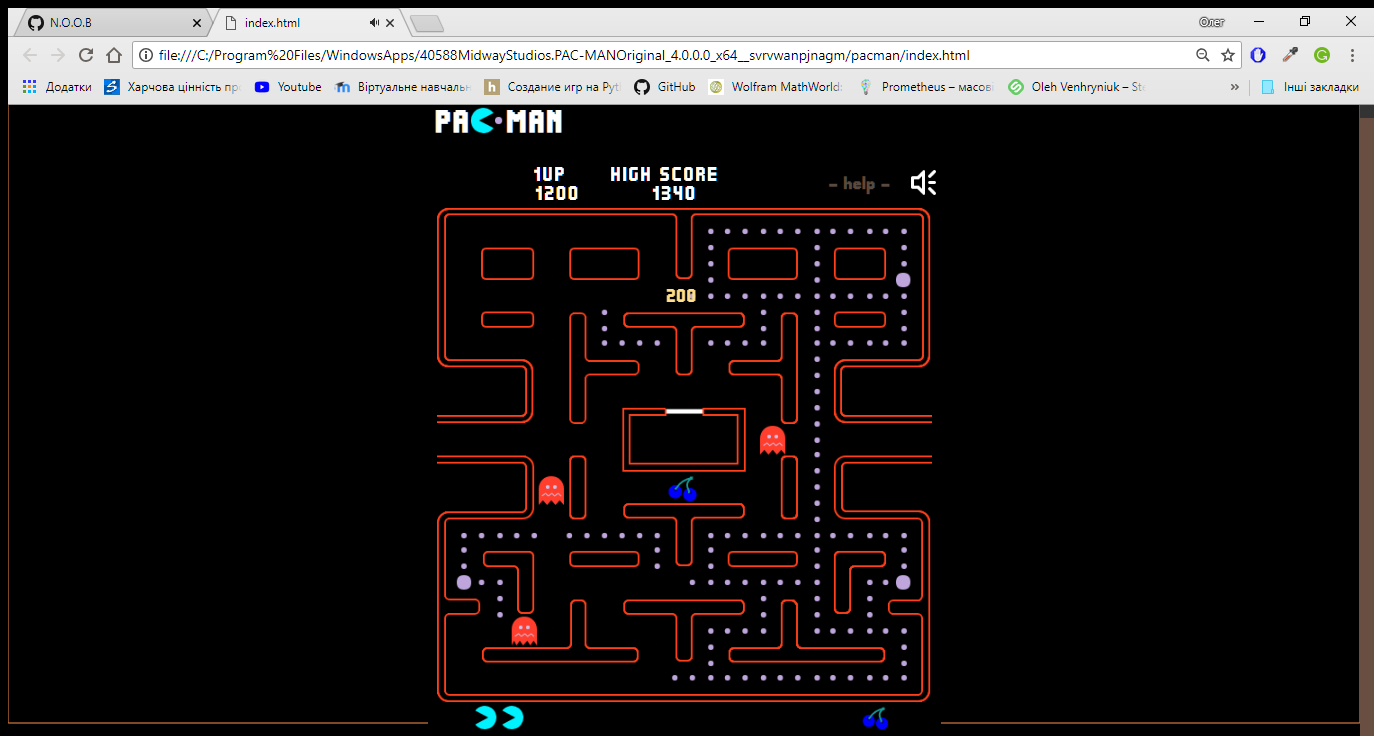 N.O.O.B
index.html
Олег
file:///C:/Program%20Files/WindowsApps/40588MidwayStudios.PAC-MANOriginal_4.0.0.0_x64__svrvwanpjnagm/pacman/index.html
Додатки
Харчова цінність про
Youtube
Віртуальне навчальн
Создание игр на Pyt
GitHub
Wolfram MathWorld:
Prometheus – масові
Oleh Venhryniuk – Ste
Інші закладки
PAC-MAN
1UP
HIGH SCORE
1200
1340
– help –
200